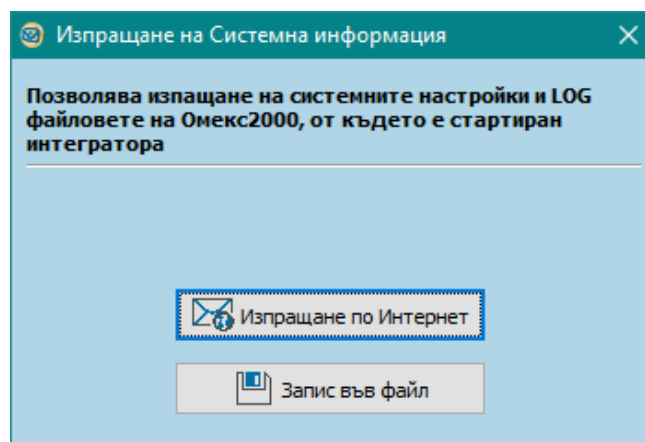 Изпращане на Системна информация
Позволява изпащане на системните настройки и LOG
файловете на Омекс2000, от където е стартиран
интегратора
Изпращане по Интернет
Запис във файл